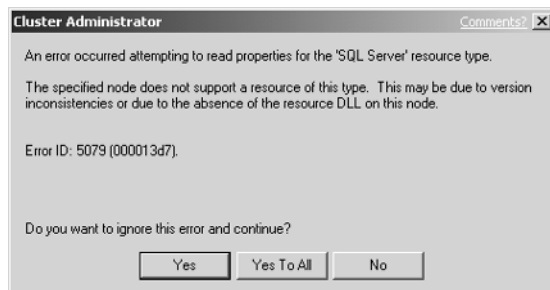 Cluster Administrator
Comments?
An error occurred attempting to read properties for the 'SQL Server' resource type.
The specified node does not support a resource of this type. This may be due to version
inconsistencies or due to the absence of the resource DLL on this node.
Error ID: 5079 (000013d7).
Do you want to ignore this error and continue?
Yes
Yes To All
No